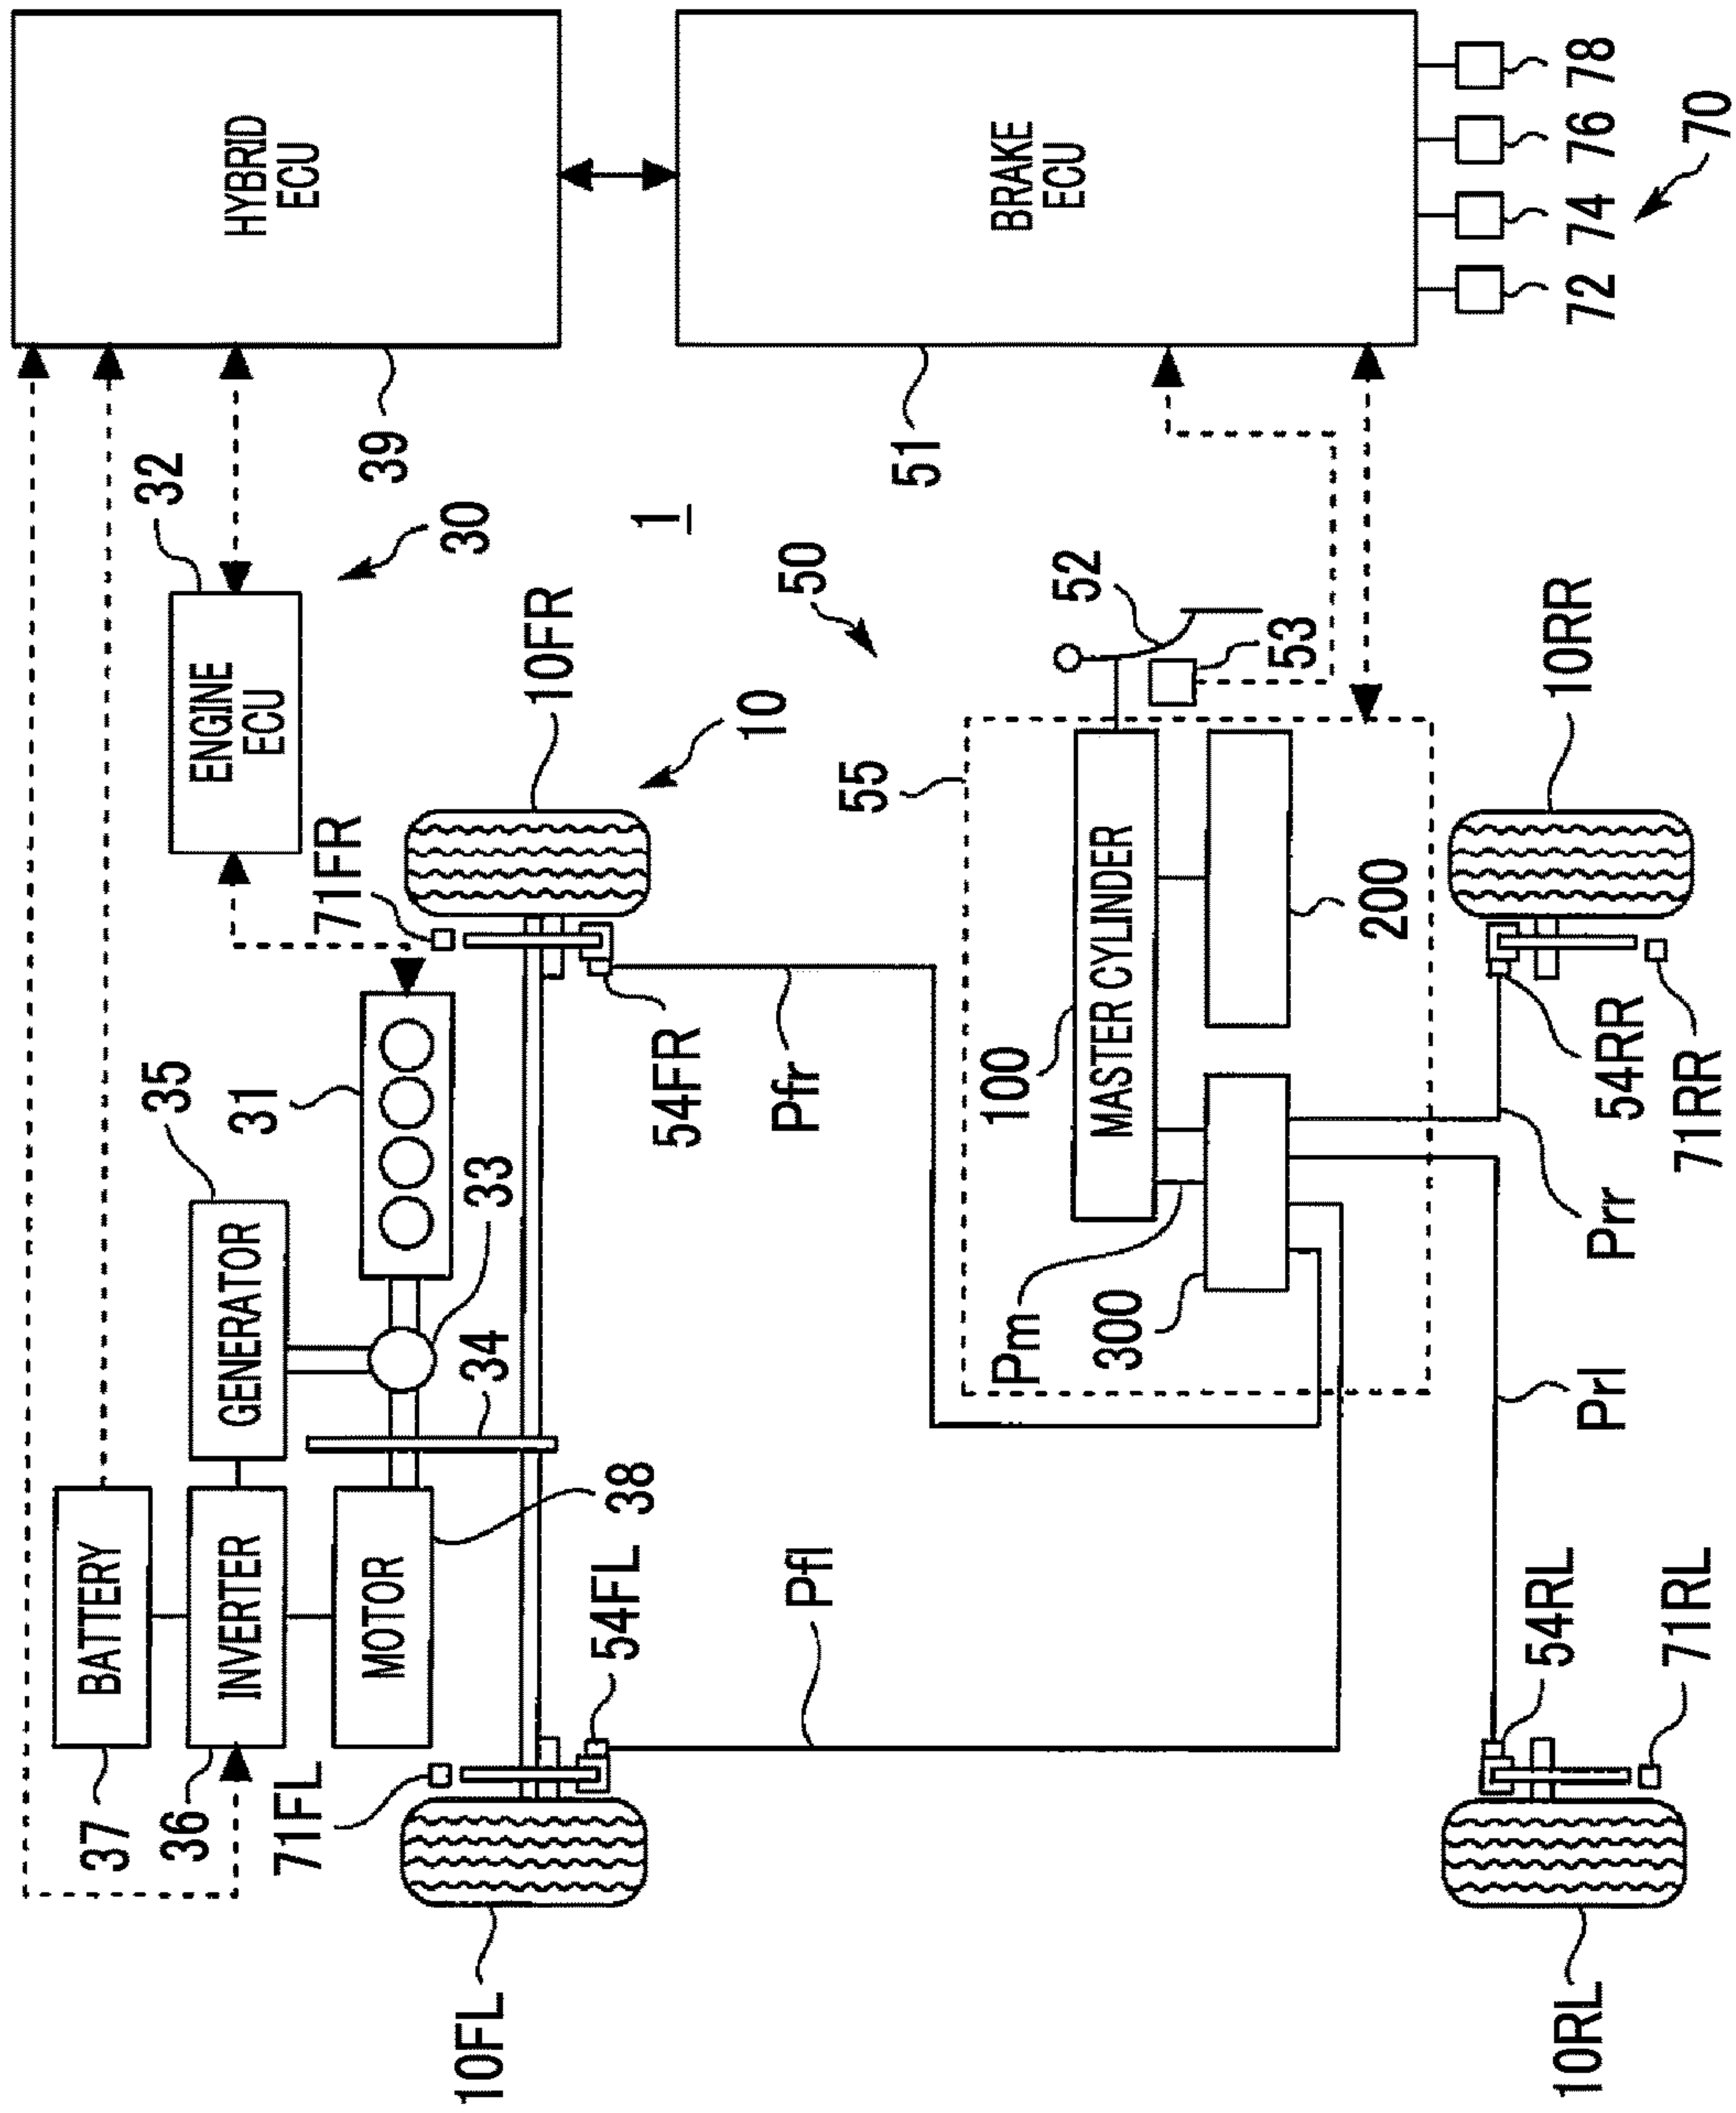 10FL
10FR
10RL
10RR
10
1
30
50
70
37
BATTERY
36
INVERTER
MOTOR
38
GENERATOR
35
31
33
34
ENGINE
ECU
32
HYBRID
ECU
39
BRAKE
ECU
51
72
74
76
78
71FL
71FR
54FL
54FR
Pfl
Pfr
55
52
53
100
MASTER CYLINDER
200
300
Pm
Prl
Prr
54RL
54RR
71RL
71RR